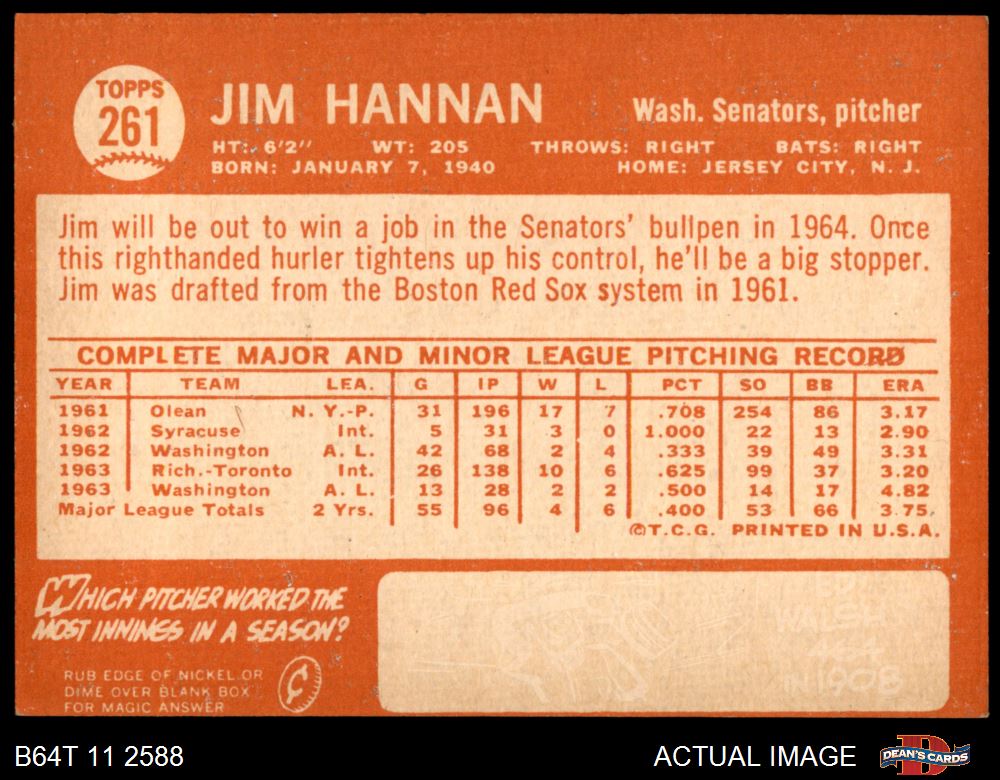 TOPPS
261
JIM HANNAN
Wash. Senators, pitcher
HT: 6'2" WT: 205 THROWS: RIGHT BATS: RIGHT
BORN: JANUARY 7, 1940 HOME: JERSEY CITY, N. J.
Jim will be out to win a job in the Senators' bullpen in 1964. Once
this righthanded hurler tightens up his control, he'll be a big stopper.
Jim was drafted from the Boston Red Sox system in 1961.
COMPLETE MAJOR AND MINOR LEAGUE PITCHING RECORD
YEAR TEAM LEA. G IP W L PCT SO BB ERA
1961 Olean N. Y.-P. 31 196 17 7 .708 254 86 3.17
1962 Syracuse Int. 5 31 3 0 1.000 22 13 2.90
1962 Washington A. L. 42 68 2 4 .333 39 49 3.31
1963 Rich.-Toronto Int. 26 138 10 6 .625 99 37 3.20
1963 Washington A. L. 13 28 2 2 .500 14 17 4.82
Major League Totals 2 Yrs. 55 96 4 6 .400 53 66 3.75
©T.C.G. PRINTED IN U.S.A.
WHICH PITCHER WORKED THE
MOST INNINGS IN A SEASON?
RUB EDGE OF NICKEL OR
DIME OVER BLANK BOX
FOR MAGIC ANSWER
¢
ED
WALSH
464
IN 1908
B64T 11 2588 ACTUAL IMAGE DEAN'S CARDS